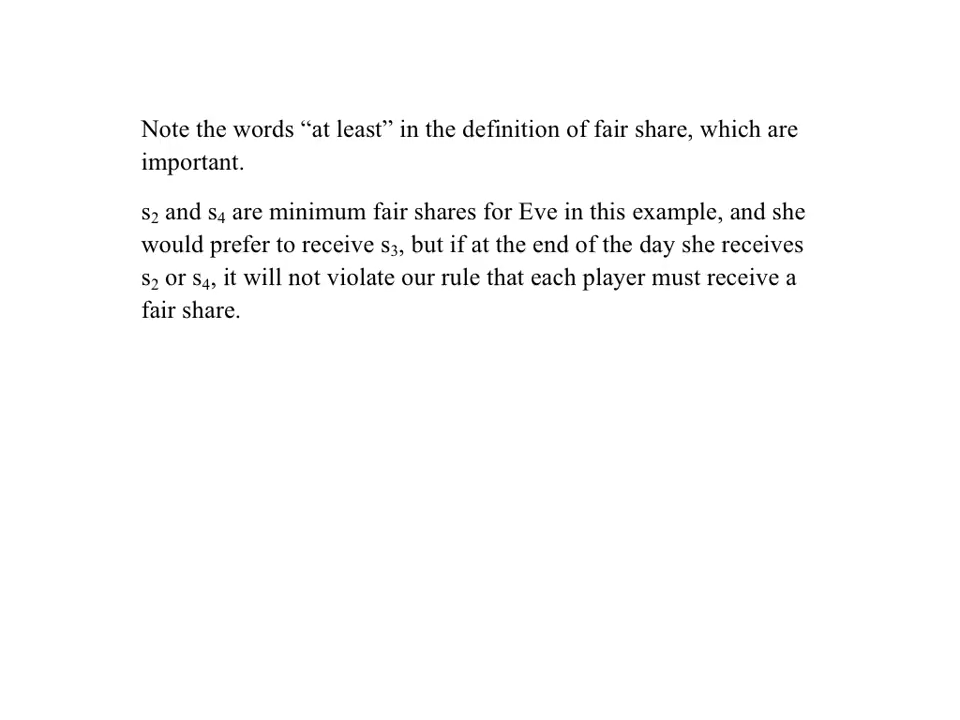 Note the words “at least” in the definition of fair share, which are
important.
s₂ and s₄ are minimum fair shares for Eve in this example, and she
would prefer to receive s₃, but if at the end of the day she receives
s₂ or s₄, it will not violate our rule that each player must receive a
fair share.